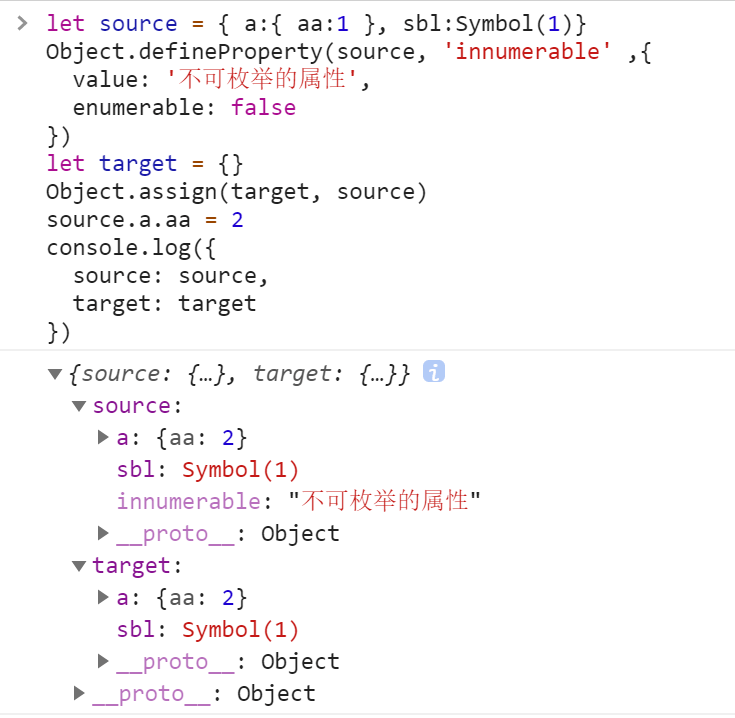 let source = { a:{ aa:1 }, sbl:Symbol(1)}
Object.defineProperty(source, 'innumerable' ,{
  value: '不可枚举的属性',
  enumerable: false
})
let target = {}
Object.assign(target, source)
source.a.aa = 2
console.log({
  source: source,
  target: target
})
{source: {…}, target: {…}} i
source:
a: {aa: 2}
sbl: Symbol(1)
innumerable: "不可枚举的属性"
__proto__: Object
target:
a: {aa: 2}
sbl: Symbol(1)
__proto__: Object
__proto__: Object